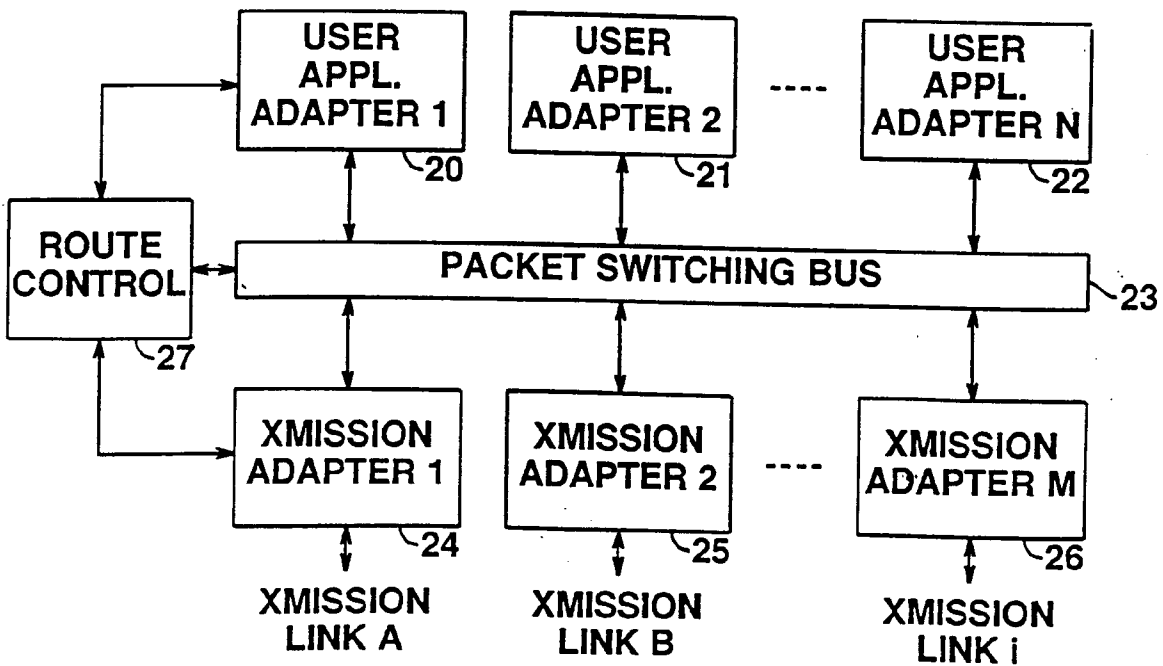 USER
APPL.
ADAPTER 1
20
USER
APPL.
ADAPTER 2
21
----
USER
APPL.
ADAPTER N
22
ROUTE
CONTROL
27
PACKET SWITCHING BUS
23
XMISSION
ADAPTER 1
24
XMISSION
ADAPTER 2
25
----
XMISSION
ADAPTER M
26
XMISSION
LINK A
XMISSION
LINK B
XMISSION
LINK i